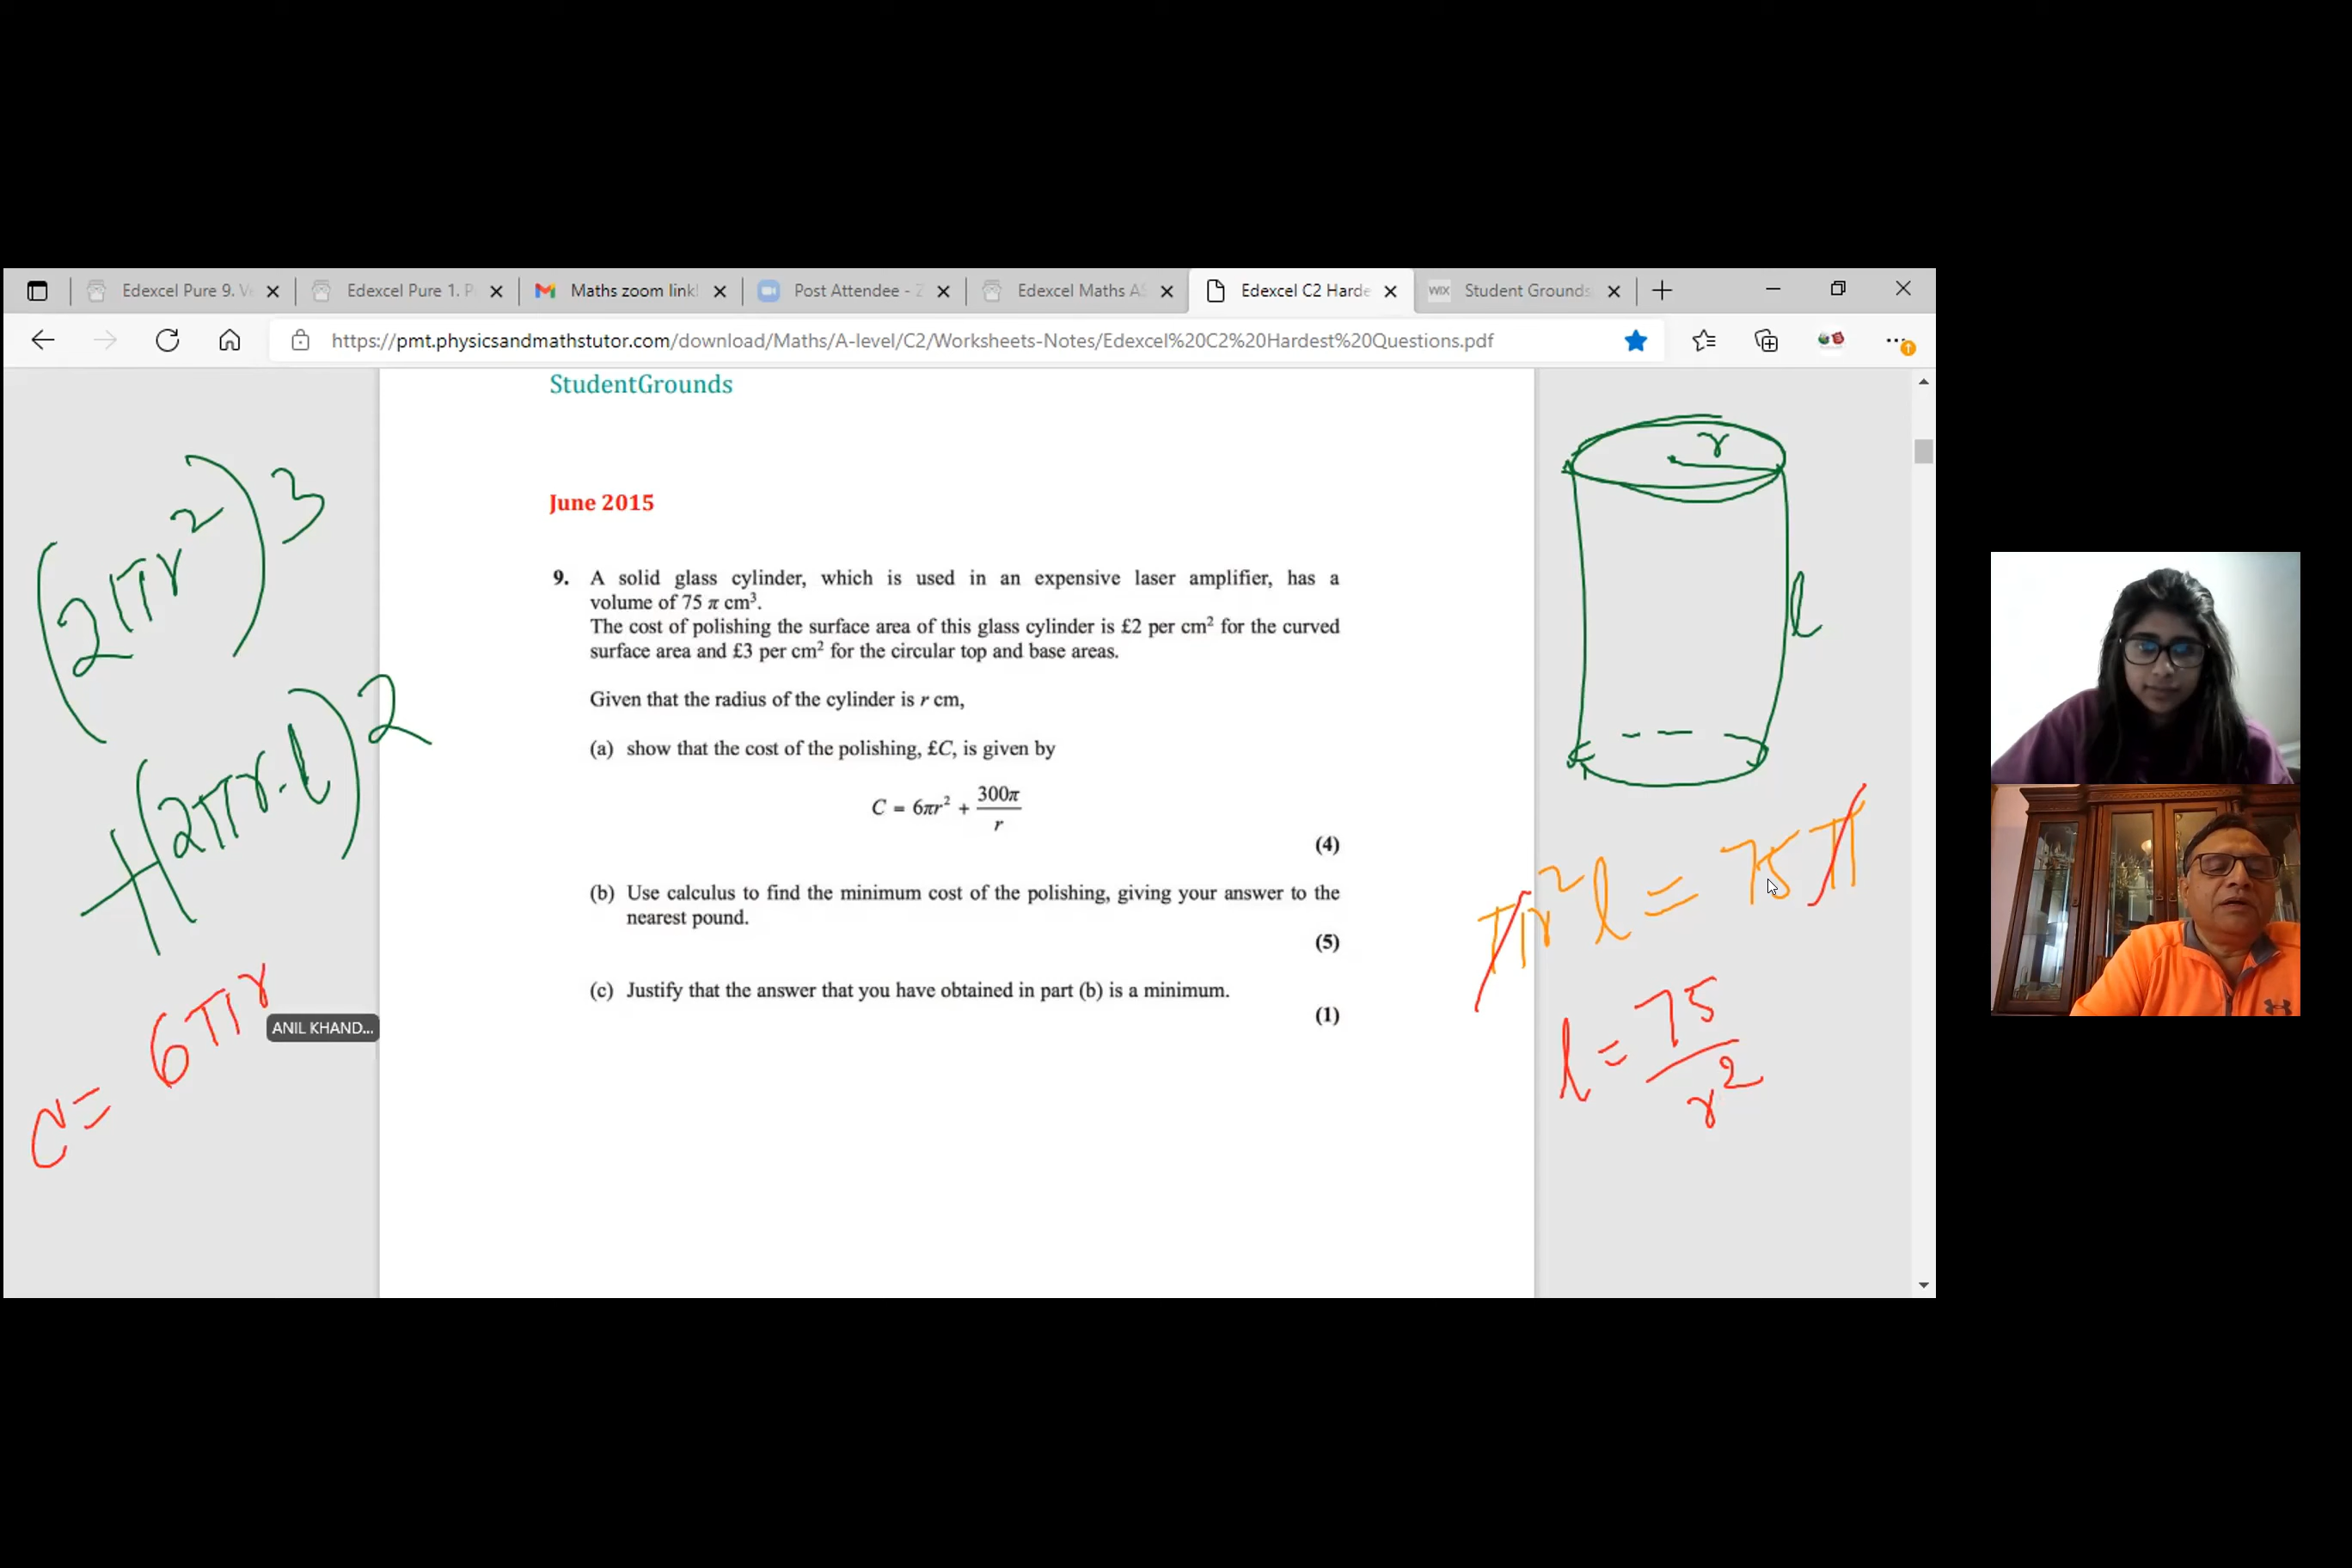 Edexcel Pure 9. V
Edexcel Pure 1. P
Maths zoom link
Post Attendee - Z
Edexcel Maths AS
Edexcel C2 Harde
WIX
Student Grounds
https://pmt.physicsandmathstutor.com/download/Maths/A-level/C2/Worksheets-Notes/Edexcel%20C2%20Hardest%20Questions.pdf
StudentGrounds
June 2015
9. A solid glass cylinder, which is used in an expensive laser amplifier, has a
volume of 75 π cm³.
The cost of polishing the surface area of this glass cylinder is £2 per cm² for the curved
surface area and £3 per cm² for the circular top and base areas.
Given that the radius of the cylinder is r cm,
(a) show that the cost of the polishing, £C, is given by
C = 6πr² + 300π/r
(4)
(b) Use calculus to find the minimum cost of the polishing, giving your answer to the
nearest pound.
(5)
(c) Justify that the answer that you have obtained in part (b) is a minimum.
(1)
(2πr²)3
+(2πr·l)2
C= 6πr
ANIL KHAND...
r
l
πr²l = 75π
l = 75/r²